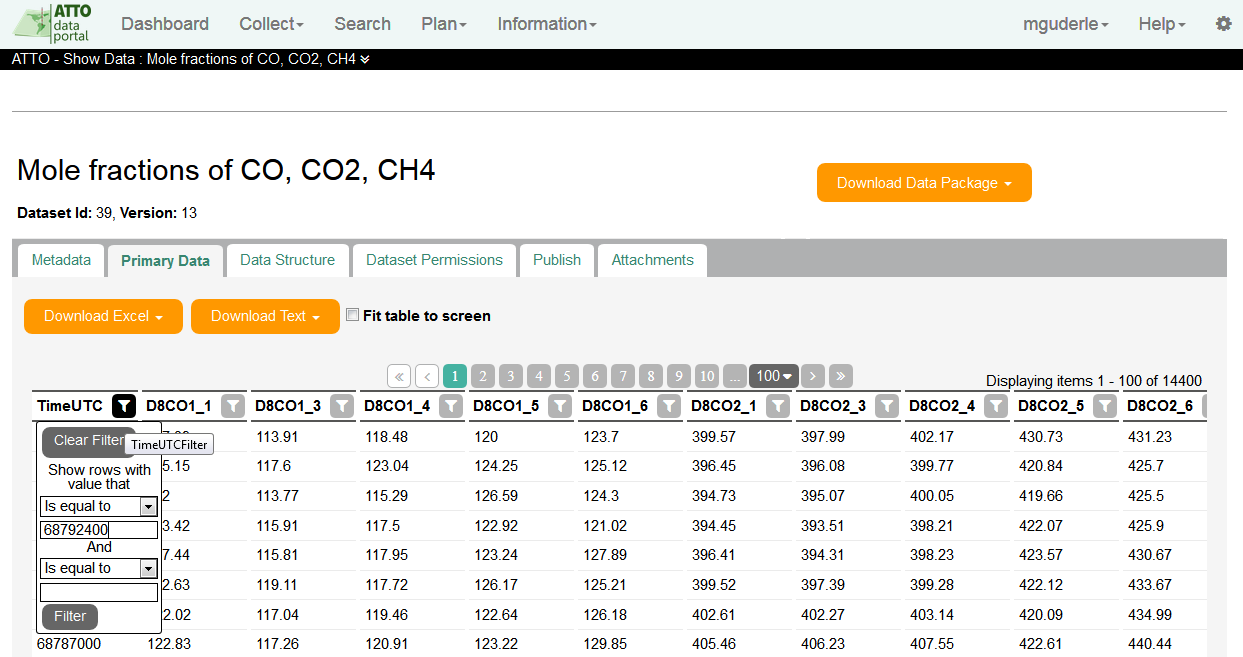 ATTO
data
portal
Dashboard Collect Search Plan Information mguderle Help
ATTO - Show Data : Mole fractions of CO, CO2, CH4
Mole fractions of CO, CO2, CH4
Download Data Package
Dataset Id: 39, Version: 13
Metadata Primary Data Data Structure Dataset Permissions Publish Attachments
Download Excel Download Text Fit table to screen
« < 1 2 3 4 5 6 7 8 9 10 ... 100 > »
Displaying items 1 - 100 of 14400
TimeUTC D8CO1_1 D8CO1_3 D8CO1_4 D8CO1_5 D8CO1_6 D8CO2_1 D8CO2_3 D8CO2_4 D8CO2_5 D8CO2_6
Clear Filter
TimeUTCFilter
Show rows with
value that
Is equal to
68792400
And
Is equal to
Filter
113.91 118.48 120 123.7 399.57 397.99 402.17 430.73 431.23
5.15 117.6 123.04 124.25 125.12 396.45 396.08 399.77 420.84 425.7
2 113.77 115.29 126.59 124.3 394.73 395.07 400.05 419.66 425.5
3.42 115.91 117.5 122.92 121.02 394.45 393.51 398.21 422.07 425.9
7.44 115.81 117.95 123.24 127.89 396.41 394.31 398.23 423.57 430.67
2.63 119.11 117.72 126.17 125.21 399.52 397.39 399.28 422.12 433.67
2.02 117.04 119.46 122.64 126.18 402.61 402.27 403.14 420.09 434.99
68787000 122.83 117.26 120.91 123.22 129.85 405.46 406.23 407.55 422.61 440.44